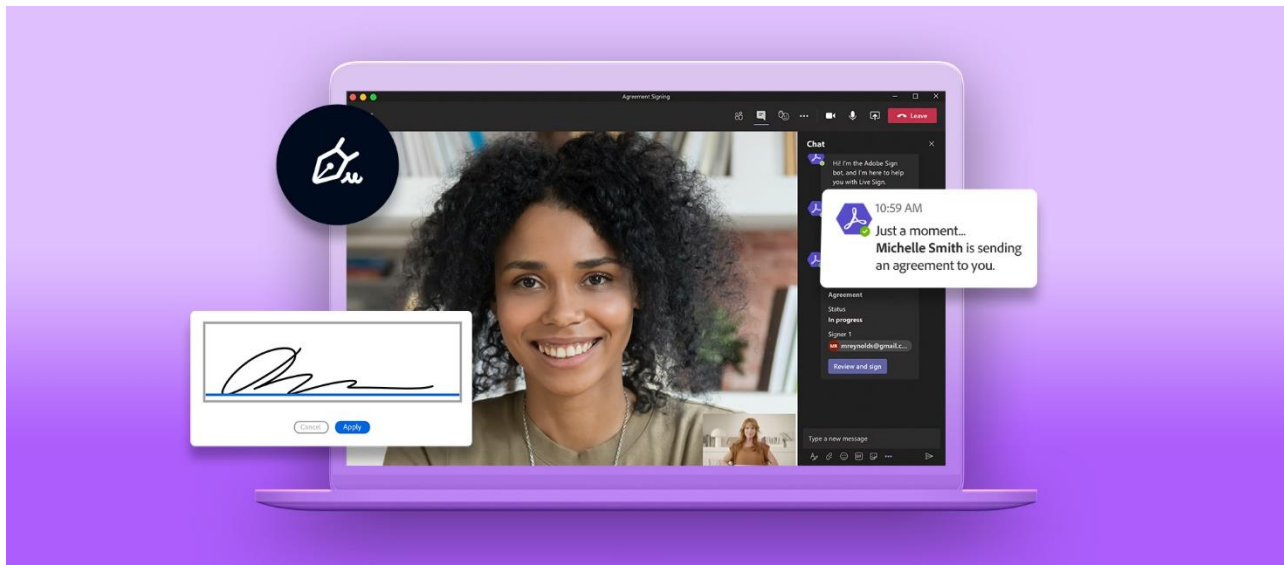 Agreement Signing
Leave
Chat
Hi! I'm the Adobe Sign
bot, and I'm here to help
you with Live Sign.
10:59 AM
Just a moment...
Michelle Smith is sending
an agreement to you.
Agreement
Status
In progress
Signer 1
MR mreynolds@gmail.c...
Review and sign
Cancel
Apply
Type a new message